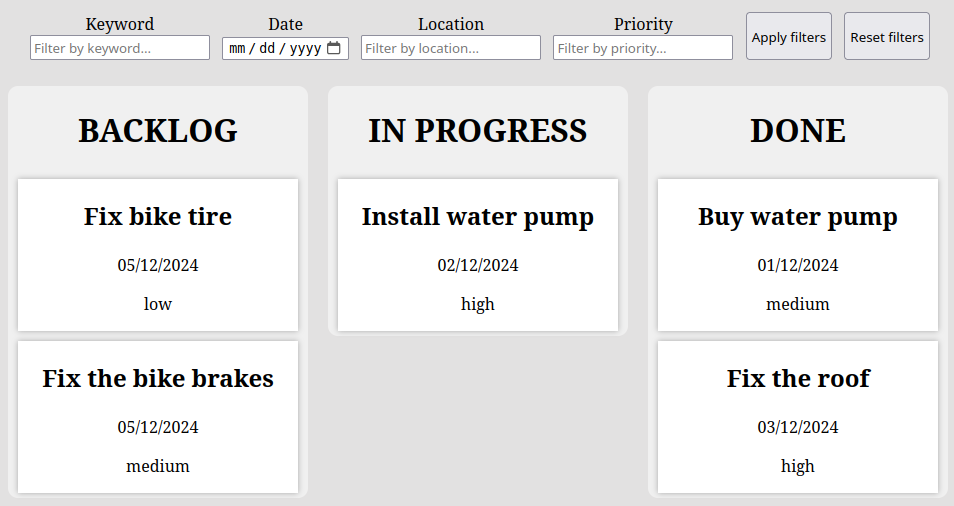 Keyword Date Location Priority
Filter by keyword... mm / dd / yyyy Filter by location... Filter by priority... Apply filters Reset filters
BACKLOG
Fix bike tire
05/12/2024
low
Fix the bike brakes
05/12/2024
medium
IN PROGRESS
Install water pump
02/12/2024
high
DONE
Buy water pump
01/12/2024
medium
Fix the roof
03/12/2024
high